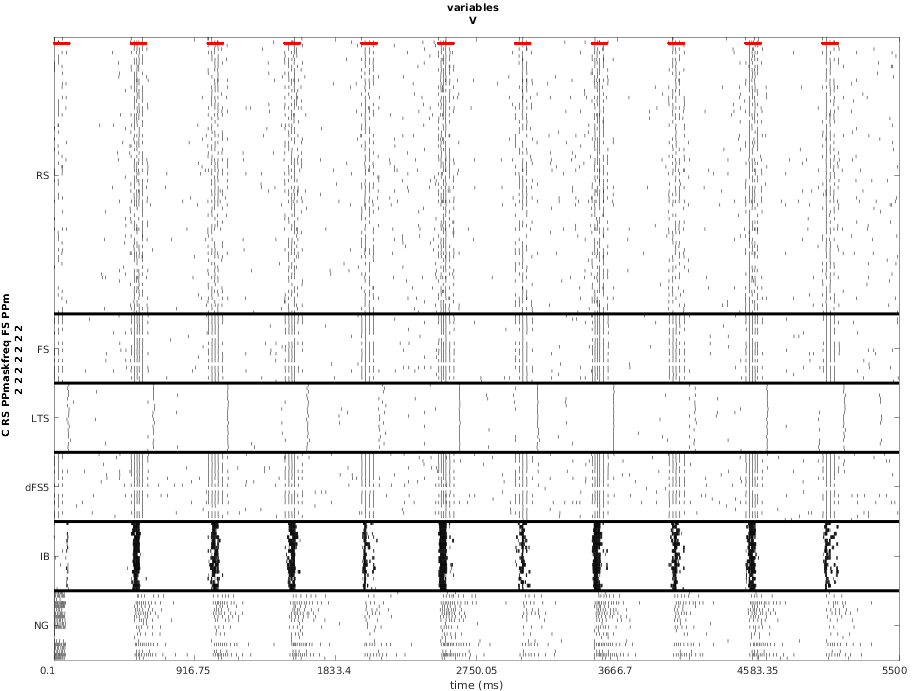 variables
V
C RS PPmaskfreq FS PPm
2 2 2 2 2 2 2
RS
FS
LTS
dFS5
IB
NG
0.1 916.75 1833.4 2750.05 3666.7 4583.35 5500
time (ms)